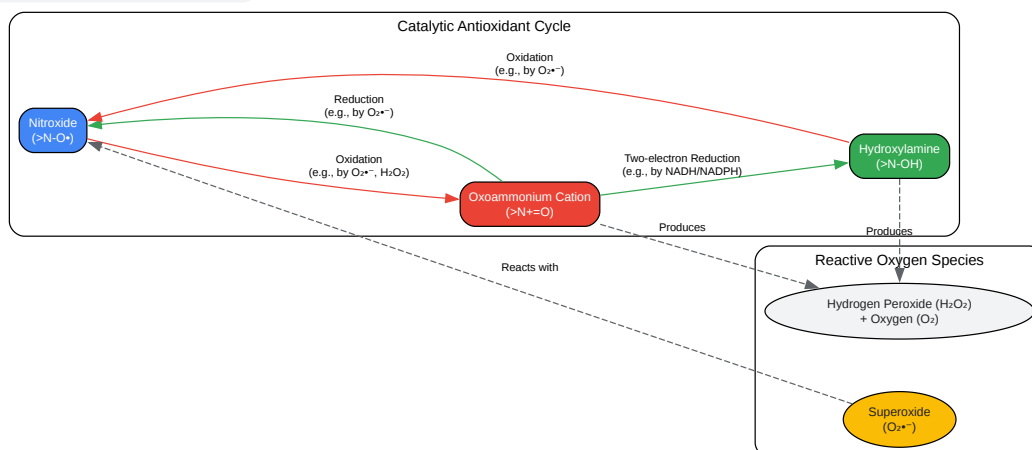 Catalytic Antioxidant Cycle
Oxidation
(e.g., by O₂•⁻)
Reduction
(e.g., by O₂•⁻)
Nitroxide
(>N-O•)
Oxidation
(e.g., by O₂•⁻, H₂O₂)
Two-electron Reduction
(e.g., by NADH/NADPH)
Hydroxylamine
(>N-OH)
Oxoammonium Cation
(>N+=O)
Produces
Produces
Reacts with
Reactive Oxygen Species
Hydrogen Peroxide (H₂O₂)
+ Oxygen (O₂)
Superoxide
(O₂•⁻)